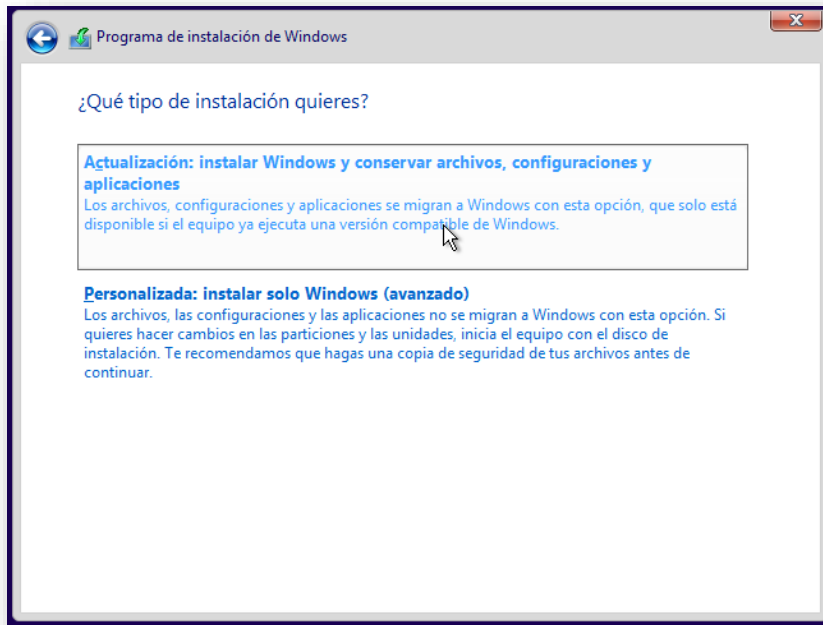 Programa de instalación de Windows
¿Qué tipo de instalación quieres?
Actualización: instalar Windows y conservar archivos, configuraciones y
aplicaciones
Los archivos, configuraciones y aplicaciones se migran a Windows con esta opción, que solo está
disponible si el equipo ya ejecuta una versión compatible de Windows.
Personalizada: instalar solo Windows (avanzado)
Los archivos, las configuraciones y las aplicaciones no se migran a Windows con esta opción. Si
quieres hacer cambios en las particiones y las unidades, inicia el equipo con el disco de
instalación. Te recomendamos que hagas una copia de seguridad de tus archivos antes de
continuar.